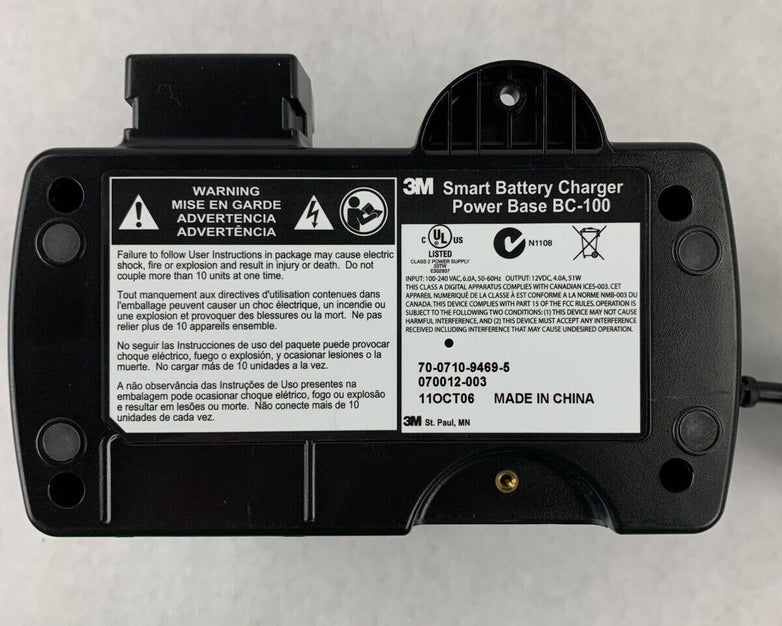 WARNING
MISE EN GARDE
ADVERTENCIA
ADVERTÊNCIA
Failure to follow User Instructions in package may cause electric
shock, fire or explosion and result in injury or death. Do not
couple more than 10 units at one time.
Tout manquement aux directives d'utilisation contenues dans
l'emballage peuvent causer un choc électrique, un incendie ou
une explosion et provoquer des blessures ou la mort. Ne pas
relier plus de 10 appareils ensemble.
No seguir las Instrucciones de uso del paquete puede provocar
choque eléctrico, fuego o explosión, y ocasionar lesiones o la
muerte. No cargar más de 10 unidades a la vez.
A não observância das Instruções de Uso presentes na
embalagem pode ocasionar choque elétrico, fogo ou explosão
e resultar em lesões ou morte. Não conecte mais de 10
unidades de cada vez.
3M Smart Battery Charger
Power Base BC-100
C UL US
LISTED
CLASS 2 POWER SUPPLY
33TW
E302937
N1108
INPUT: 100-240 VAC, 6.0A, 50-60Hz OUTPUT: 12VDC, 4.0A, 51W
THIS CLASS A DIGITAL APPARATUS COMPLIES WITH CANADIAN ICES-003. CET
APPAREIL NUMERIQUÉ DE LA CLASSE À EST CONFORME A LA NORME NMB-003 DU
CANADA. THIS DEVICE COMPLIES WITH PART 15 OF THE FCC RULES. OPERATION IS
SUBJECT TO THE FOLLOWING TWO CONDITIONS: (1) THIS DEVICE MAY NOT CAUSE
HARMFUL INTERFERENCE, AND (2) THIS DEVICE MUST ACCEPT ANY INTERFERENCE
RECEIVED INCLUDING INTERFERENCE THAT MAY CAUSE UNDESIRED OPERATION.
70-0710-9469-5
070012-003
11OCT06 MADE IN CHINA
3M St. Paul, MN